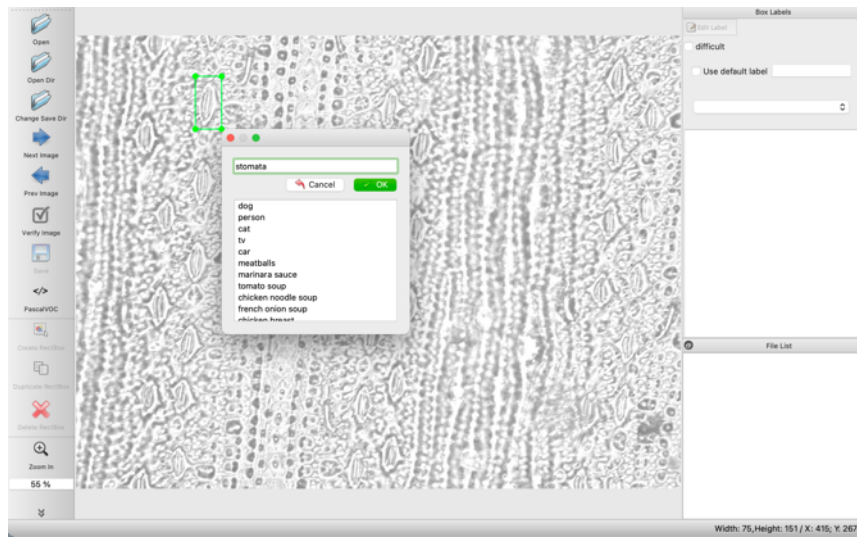 Open
Open Dir
Change Save Dir
Next Image
Prev Image
Verify Image
Save
</>
PascalVOC
Create RectBox
Duplicate RectBox
Delete RectBox
Zoom In
55 %
stomata
Cancel
OK
dog
person
cat
tv
car
meatballs
marinara sauce
tomato soup
chicken noodle soup
french onion soup
chicken breast
Box Labels
Edit Label
difficult
Use default label
File List
Width: 75,Height: 151 / X: 415; Y: 267